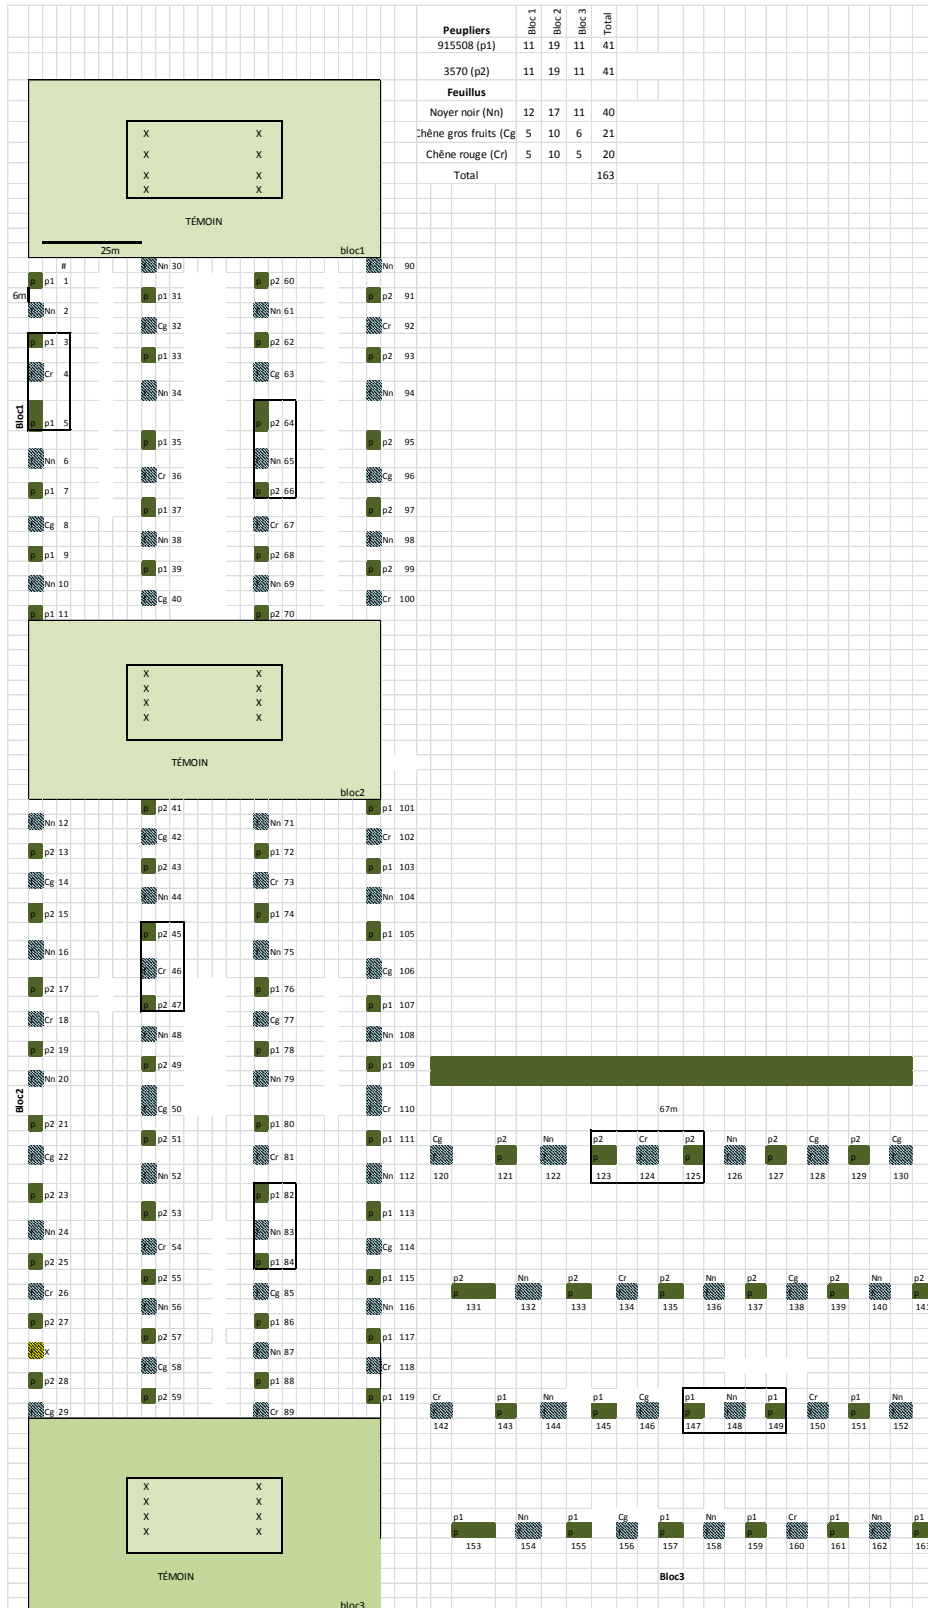 Peupliers Bloc 1 Bloc 2 Bloc 3 Total
915508 (p1) 11 19 11 41
3570 (p2) 11 19 11 41
Feuillus
Noyer noir (Nn) 12 17 11 40
Chêne gros fruits (Cg 5 10 6 21
Chêne rouge (Cr) 5 10 5 20
Total 163
X X
X X
X X
X X
TÉMOIN
25m
bloc1
#
Nn 30 Nn 90
p p1 1 p p2 60
6m p p1 31 p p2 91
Nn 2 Nn 61
Cg 32 Cr 92
p p1 3 p p2 62
p p1 33 p p2 93
Cr 4 Cg 63
Nn 34 Nn 94
Bloc1
p p1 5 p p2 64
p p1 35 p p2 95
Nn 6 Nn 65
Cr 36 Cg 96
p p1 7 p p2 66
p p1 37 p p2 97
Cg 8 Cr 67
Nn 38 Nn 98
p p1 9 p p2 68
p p1 39 p p2 99
Nn 10 Nn 69
Cg 40 Cr 100
p p1 11 p p2 70
X X
X X
X X
X X
TÉMOIN
bloc2
p p2 41 p p1 101
Nn 12 Nn 71
Cg 42 Cr 102
p p2 13 p p1 72
p p2 43 p p1 103
Cg 14 Cr 73
Nn 44 Nn 104
p p2 15 p p1 74
p p2 45 p p1 105
Nn 16 Nn 75
Cr 46 Cg 106
p p2 17 p p1 76
p p2 47 p p1 107
Cr 18 Cg 77
Nn 48 Nn 108
p p2 19 p p1 78
p p2 49 p p1 109
Nn 20 Nn 79
Bloc2
Cg 50 Cr 110 67m
p p2 21 p p1 80
p p2 51 p p1 111
Cg p2 Nn p2 Cr p2 Nn p2 Cg p2 Cg
Cg 22 Cr 81 f p f p f p f p f p f
Nn 52 Nn 112
120 121 122 123 124 125 126 127 128 129 130
p p2 23 p p1 82
p p2 53 p p1 113
Nn 24 Nn 83
Cr 54 Cg 114
p p2 25 p p1 84
p p2 55 p p1 115
p2 Nn p2 Cr p2 Nn p2 Cg p2 Nn p2
Cr 26 Cg 85 p f p f p f p f p f p
Nn 56 Nn 116
131 132 133 134 135 136 137 138 139 140 141
p p2 27 p p1 86
p p2 57 p p1 117
X Nn 87
Cg 58 Cr 118
p p2 28 p p1 88
p p2 59 p p1 119
Cr p1 Nn p1 Cg p1 Nn p1 Cr p1 Nn
Cg 29 Cr 89 f p f p f p f p f p f
142 143 144 145 146 147 148 149 150 151 152
X X
X X
X X
X X
p1 Nn p1 Cg p1 Nn p1 Cr p1 Nn p1
p f p f p f p f p f p
153 154 155 156 157 158 159 160 161 162 163
TÉMOIN
Bloc3
bloc3